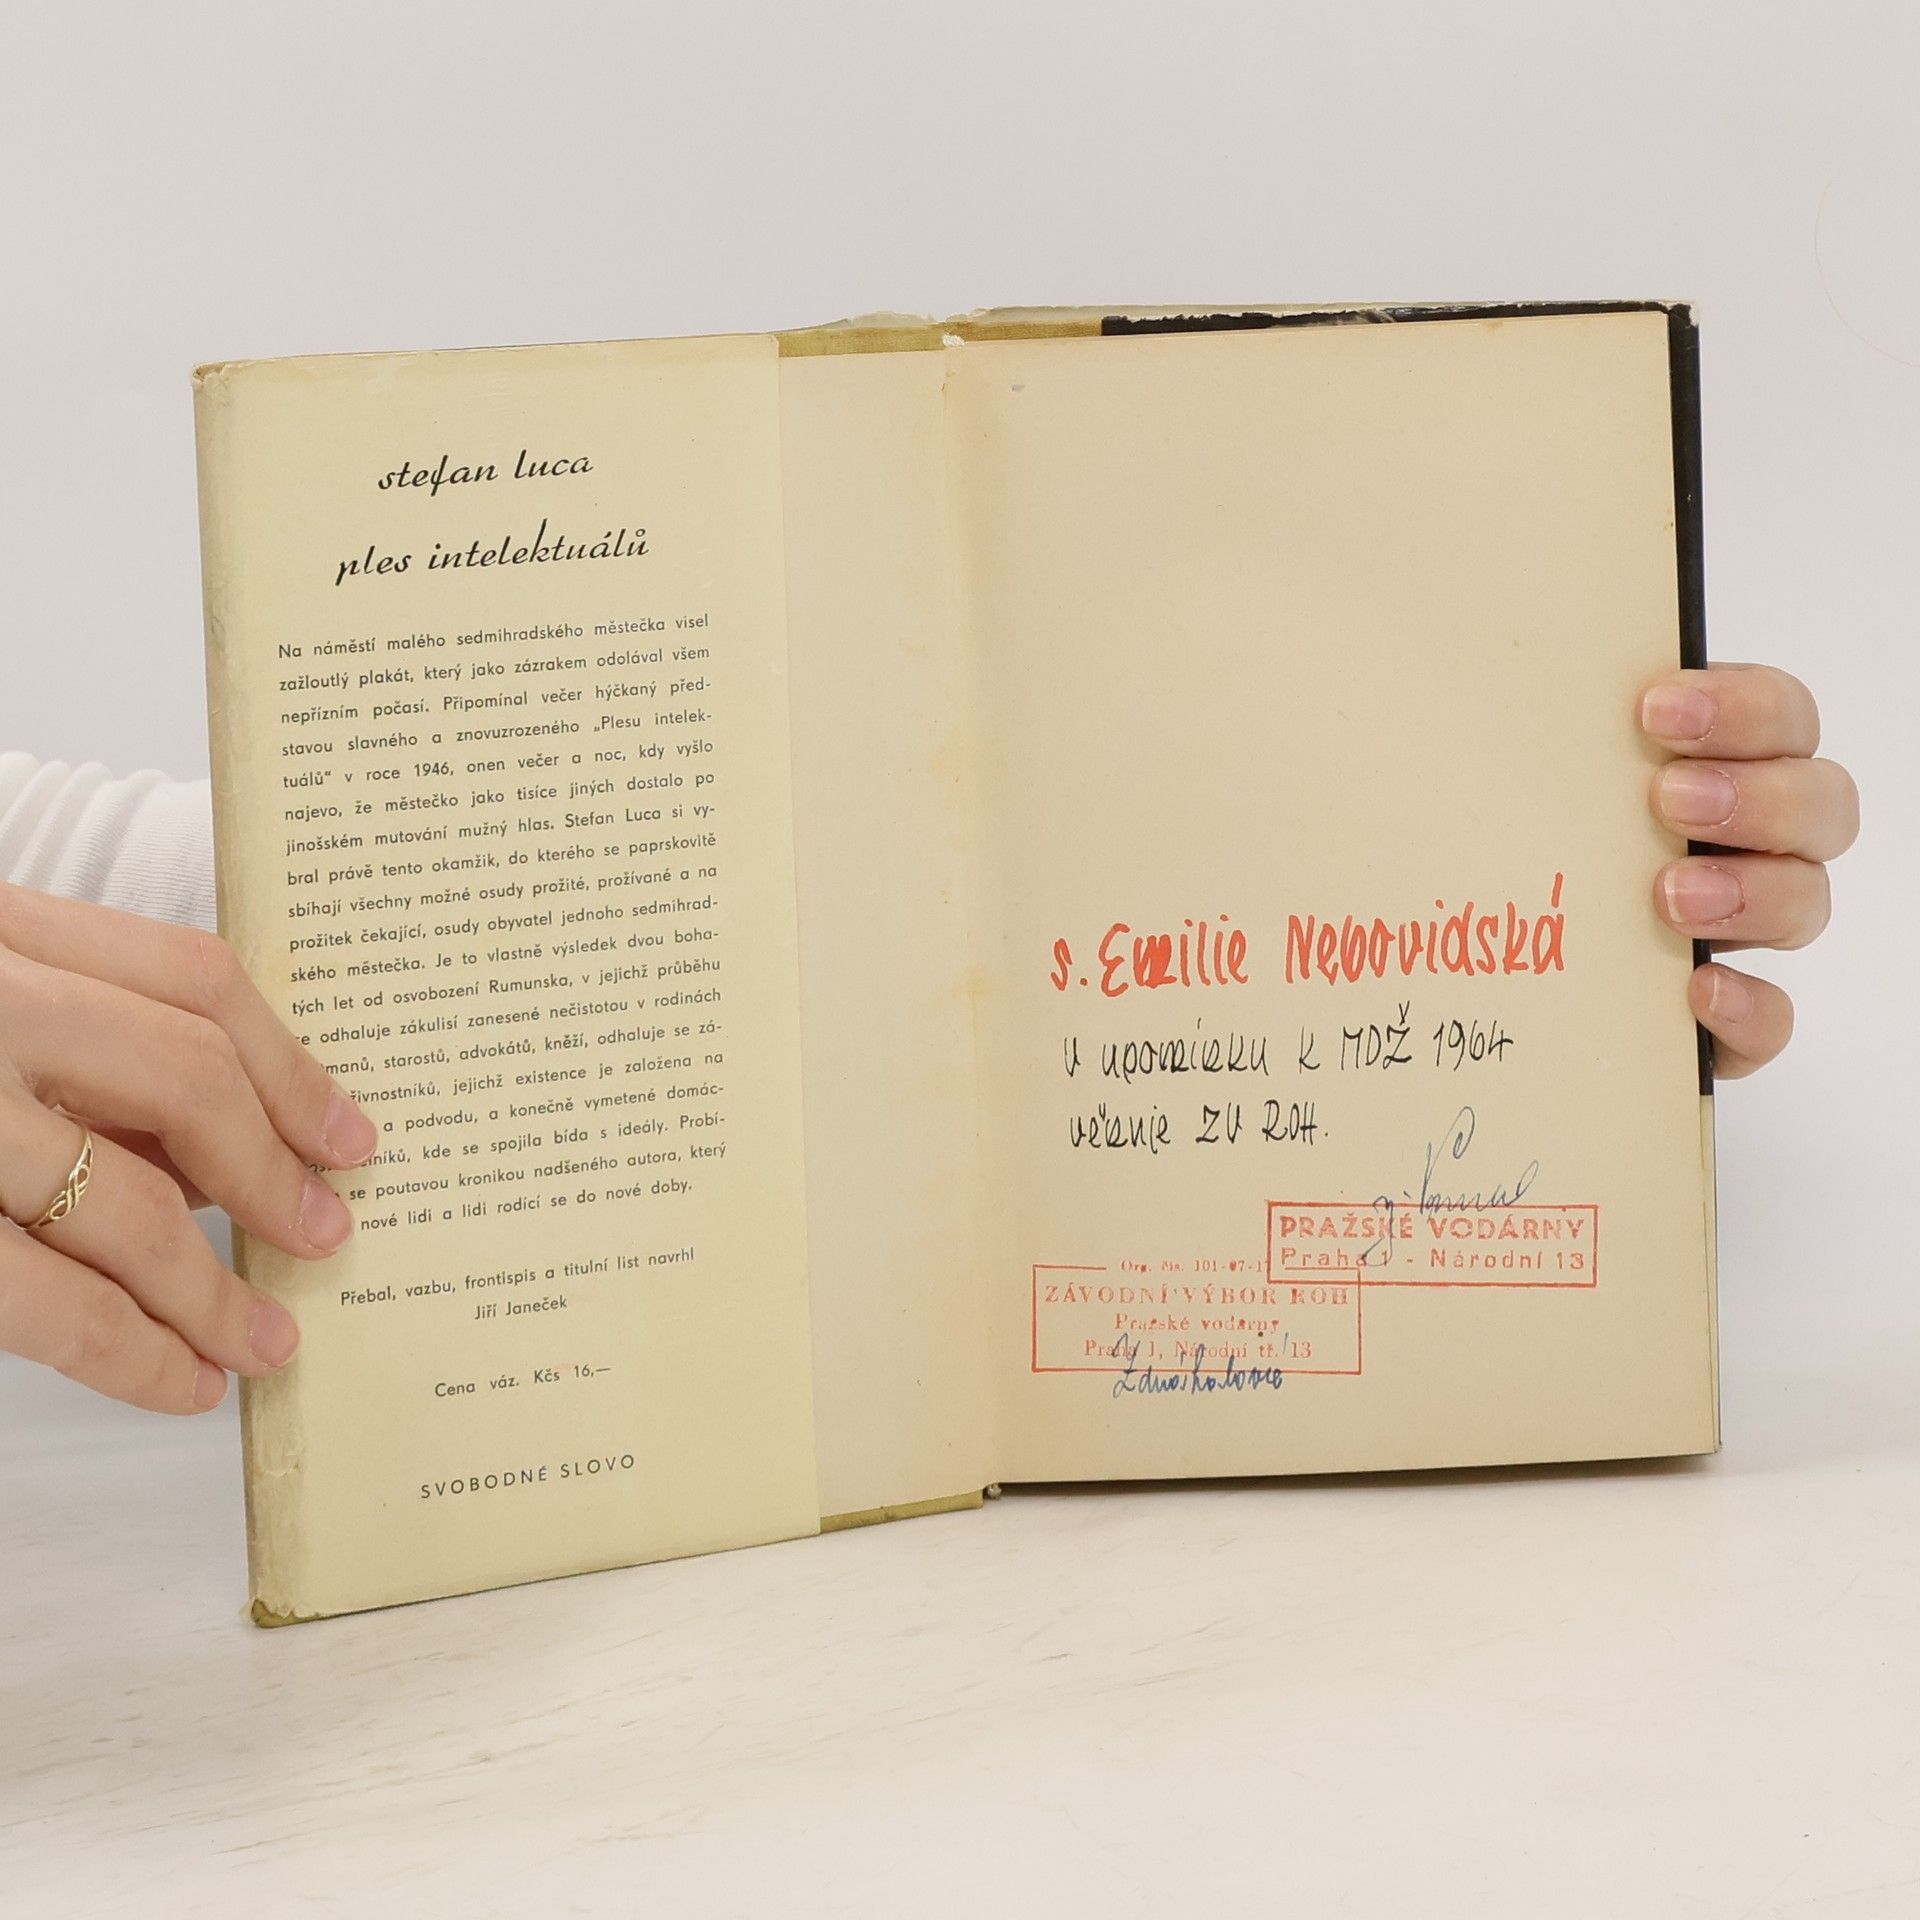 stefan luca
ples intelektuálů
Na náměstí malého sedmihradského městečka visel
zažloutlý plakát, který jako zázrakem odolával všem
nepřízním počasí. Připomínal večer hýčkaný před-
stavou slavného a znovuzrozeného „Plesu intelek-
tuálů“ v roce 1946, onen večer a noc, kdy vyšlo
najevo, že městečko jako tisíce jiných dostalo po
jinošském mutování mužný hlas. Stefan Luca si vy-
bral právě tento okamžik, do kterého se paprskovitě
sbíhají všechny možné osudy prožité, prožívané a na
prožitek čekající, osudy obyvatel jednoho sedmihrad-
ského městečka. Je to vlastně výsledek dvou boha-
tých let od osvobození Rumunska, v jejichž průběhu
odhaluje zákulisí zanesené nečistotou v rodinách
starostů, advokátů, kněží, odhaluje se zá-
živnostníků, jejichž existence je založena na
a podvodu, a konečně vymetené domác-
kde se spojila bída s ideály. Probí-
se poutavou kronikou nadšeného autora, který
nové lidi a lidi rodící se do nové doby.
Přebal, vazbu, frontispis a titulní list navrhl
Jiří Janeček
Cena váz. Kčs 16,—
SVOBODNÉ SLOVO
s. Emilie Nebovidská
v upomínku k MDŽ 1964
věnuje ZV ROH.
PRAŽSKÉ VODÁRNY
Praha 1 - Národní 13
ZÁVODNÍ VÝBOR ROH
Pražské vodárny
Praha 1, Národní tř. 13